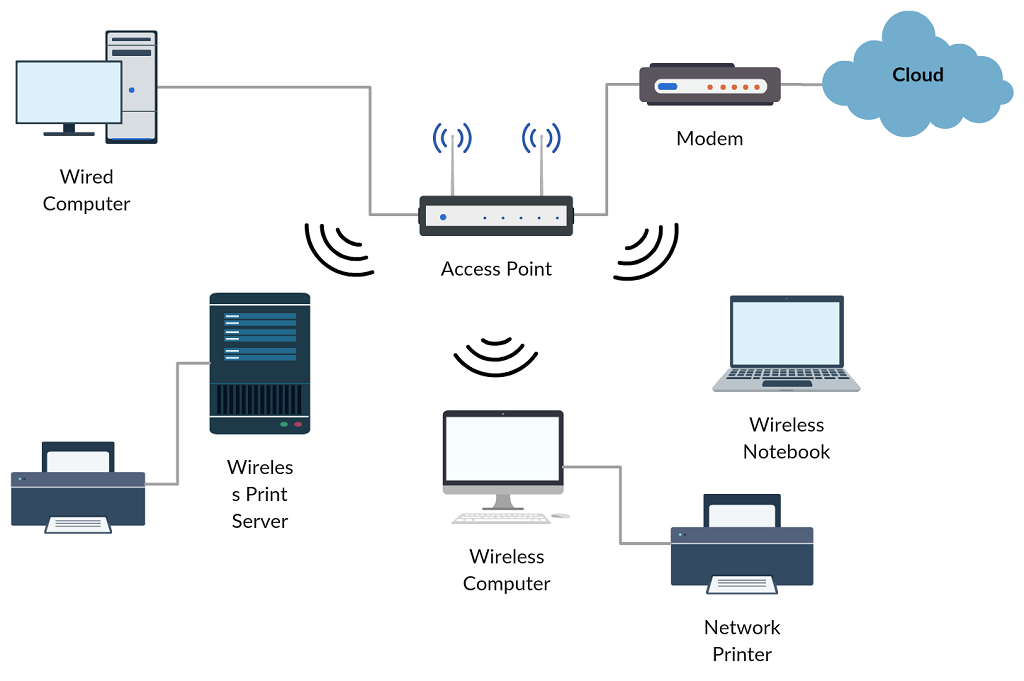 Cloud
Modem
Wired
Computer
Access Point
Wireless
Notebook
Wireles
s Print
Server
Wireless
Computer
Network
Printer